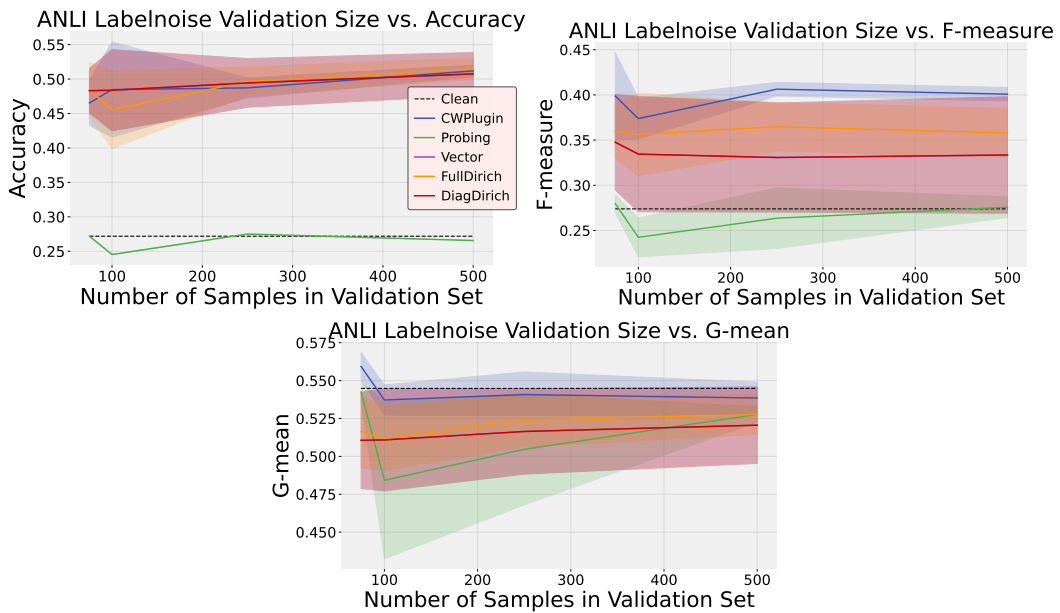 ANLI Labelnoise Validation Size vs. Accuracy
0.55
0.50
0.45
0.40
0.35
0.30
0.25
Accuracy
Clean
CWPlugin
Probing
Vector
FullDirich
DiagDirich
100 200 300 400 500
Number of Samples in Validation Set
ANLI Labelnoise Validation Size vs. F-measure
0.45
0.40
0.35
0.30
0.25
F-measure
100 200 300 400 500
Number of Samples in Validation Set
ANLI Labelnoise Validation Size vs. G-mean
0.575
0.550
0.525
0.500
0.475
0.450
G-mean
100 200 300 400 500
Number of Samples in Validation Set